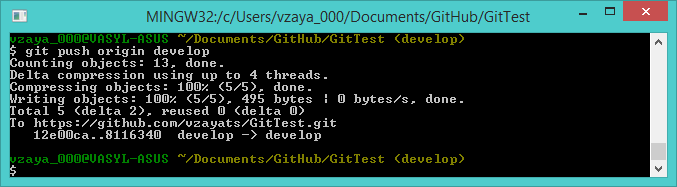 MINGW32:/c/Users/vzaya_000/Documents/GitHub/GitTest
vzaya_000@VASYL-ASUS ~/Documents/GitHub/GitTest (develop)
$ git push origin develop
Counting objects: 13, done.
Delta compression using up to 4 threads.
Compressing objects: 100% (5/5), done.
Writing objects: 100% (5/5), 495 bytes | 0 bytes/s, done.
Total 5 (delta 2), reused 0 (delta 0)
To https://github.com/vzayats/GitTest.git
   12e00ca..8116340  develop -> develop
vzaya_000@VASYL-ASUS ~/Documents/GitHub/GitTest (develop)
$